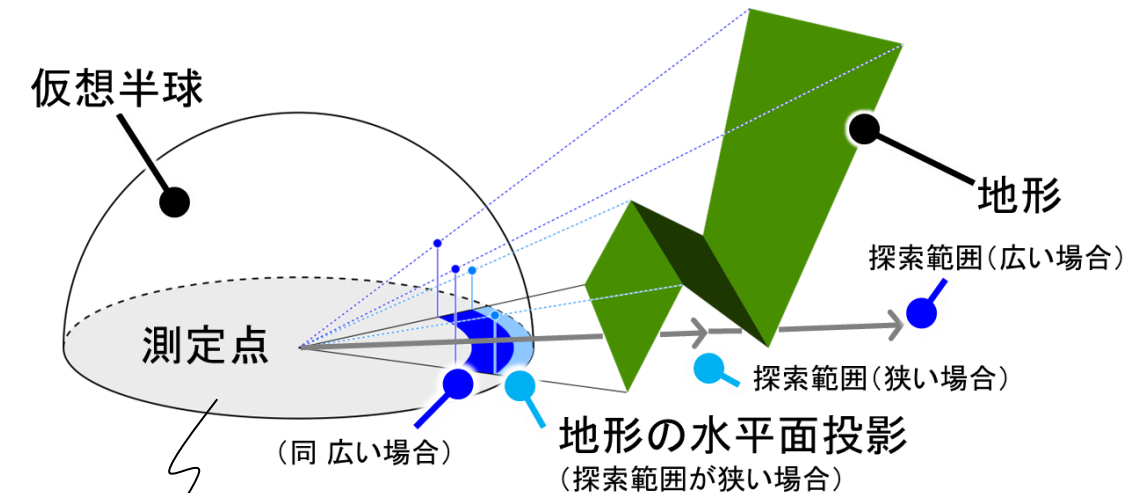 仮想半球
地形
探索範囲(広い場合)
測定点
探索範囲(狭い場合)
地形の水平面投影
(同 広い場合)
(探索範囲が狭い場合)